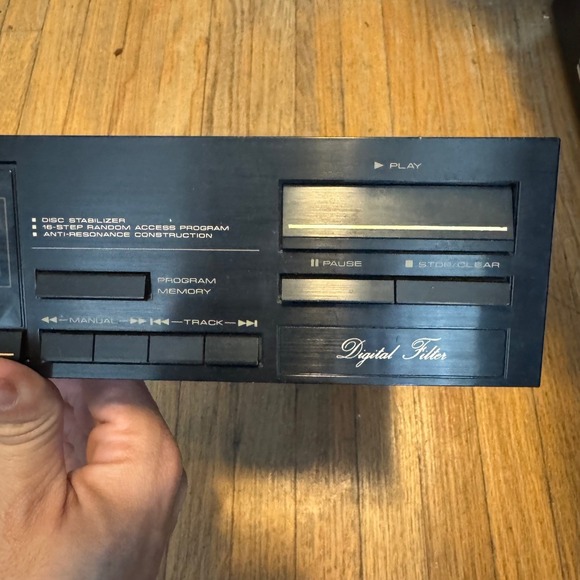 ▶ PLAY
▪ DISC STABILIZER
▪ 16-STEP RANDOM ACCESS PROGRAM
▪ ANTI-RESONANCE CONSTRUCTION
❚❚ PAUSE
■ STOP/CLEAR
PROGRAM
MEMORY
◀◀ MANUAL ▶▶
|◀◀ TRACK ▶▶|
Digital Filter